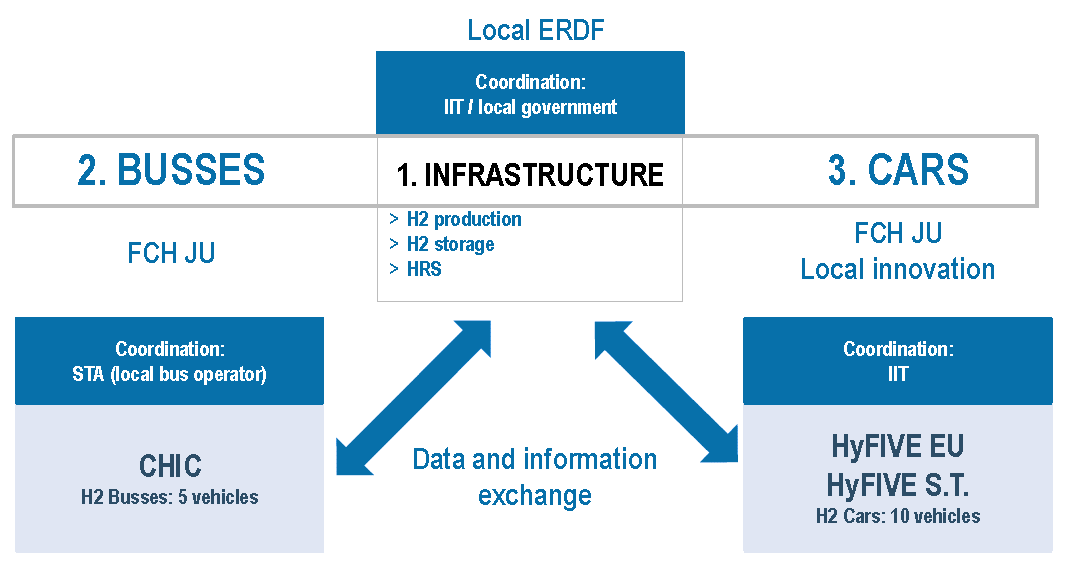 Local ERDF
Coordination:
IIT / local government
2. BUSSES
1. INFRASTRUCTURE
3. CARS
> H2 production
> H2 storage
> HRS
FCH JU
FCH JU
Local innovation
Coordination:
STA (local bus operator)
Coordination:
IIT
CHIC
H2 Busses: 5 vehicles
Data and information
exchange
HyFIVE EU
HyFIVE S.T.
H2 Cars: 10 vehicles